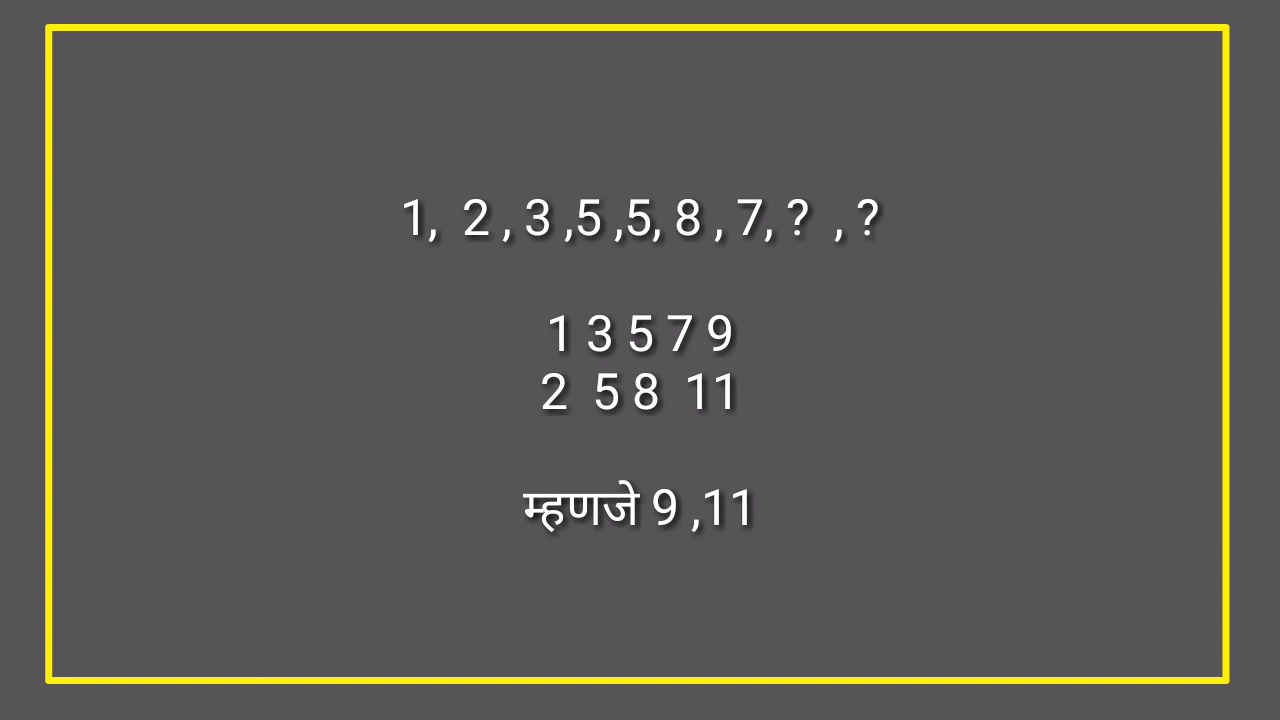 1,  2 , 3 ,5 ,5, 8 , 7, ?  , ?
1 3 5 7 9
2  5 8  11
म्हणजे 9 ,11